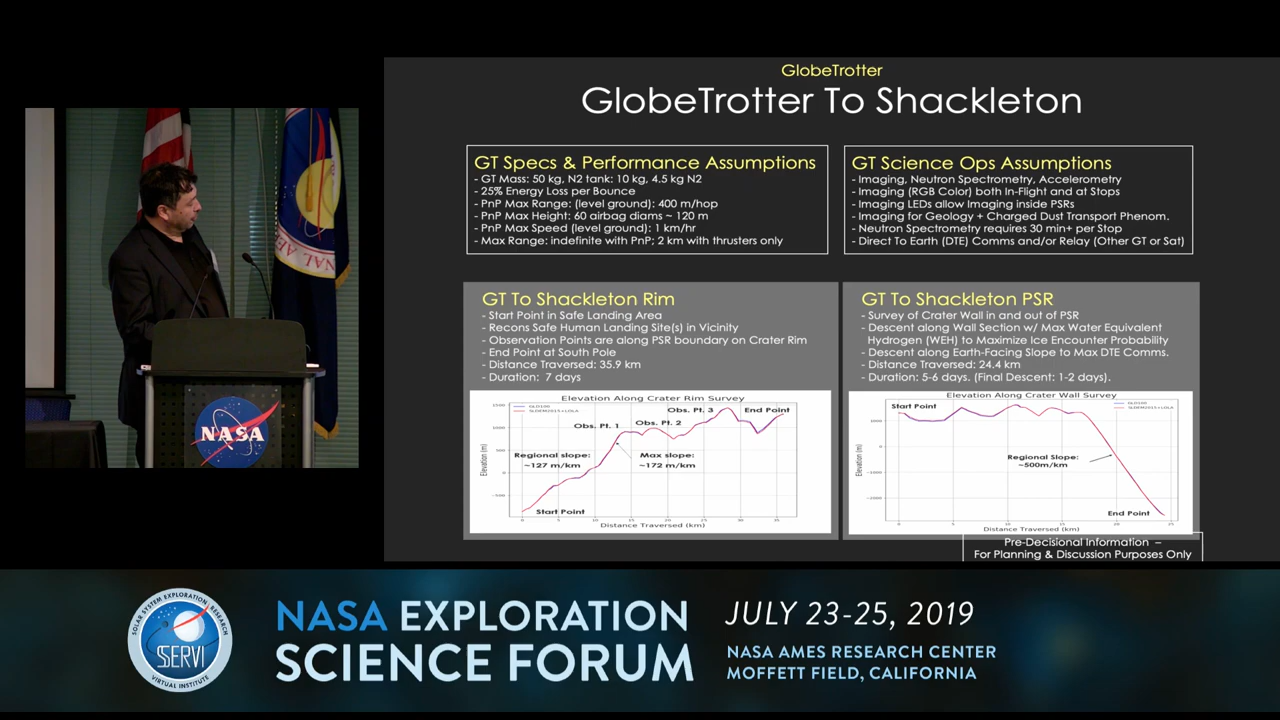 GlobeTrotter
GlobeTrotter To Shackleton
GT Specs & Performance Assumptions
- GT Mass: 50 kg, N2 tank: 10 kg, 4.5 kg N2
- 25% Energy Loss per Bounce
- PnP Max Range: (level ground): 400 m/hop
- PnP Max Height: 60 airbag diams ~ 120 m
- PnP Max Speed (level ground): 1 km/hr
- Max Range: indefinite with PnP; 2 km with thrusters only
GT Science Ops Assumptions
- Imaging, Neutron Spectrometry, Accelerometry
- Imaging (RGB Color) both In-Flight and at Stops
- Imaging LEDs allow Imaging inside PSRs
- Imaging for Geology + Charged Dust Transport Phenom.
- Neutron Spectrometry requires 30 min+ per Stop
- Direct To Earth (DTE) Comms and/or Relay (Other GT or Sat)
GT To Shackleton Rim
- Start Point in Safe Landing Area
- Recons Safe Human Landing Site(s) in Vicinity
- Observation Points are along PSR boundary on Crater Rim
- End Point at South Pole
- Distance Traversed: 35.9 km
- Duration: 7 days
Elevation Along Crater Rim Survey
Obs. Pt. 1
Obs. Pt. 2
Obs. Pt. 3
End Point
Regional slope:
~127 m/km
Max slope:
~172 m/km
Start Point
Elevation (m)
Distance Traversed (km)
GT To Shackleton PSR
- Survey of Crater Wall in and out of PSR
- Descent along Wall Section w/ Max Water Equivalent
Hydrogen (WEH) to Maximize Ice Encounter Probability
- Descent along Earth-Facing Slope to Max DTE Comms.
- Distance Traversed: 24.4 km
- Duration: 5-6 days. (Final Descent: 1-2 days).
Elevation Along Crater Wall Survey
Start Point
Regional Slope:
~500m/km
End Point
Elevation (m)
Distance Traversed (km)
Pre-Decisional Information –
For Planning & Discussion Purposes Only
NASA
SOLAR SYSTEM EXPLORATION RESEARCH
SSERVI
VIRTUAL INSTITUTE
NASA EXPLORATION
SCIENCE FORUM
JULY 23-25, 2019
NASA AMES RESEARCH CENTER
MOFFETT FIELD, CALIFORNIA